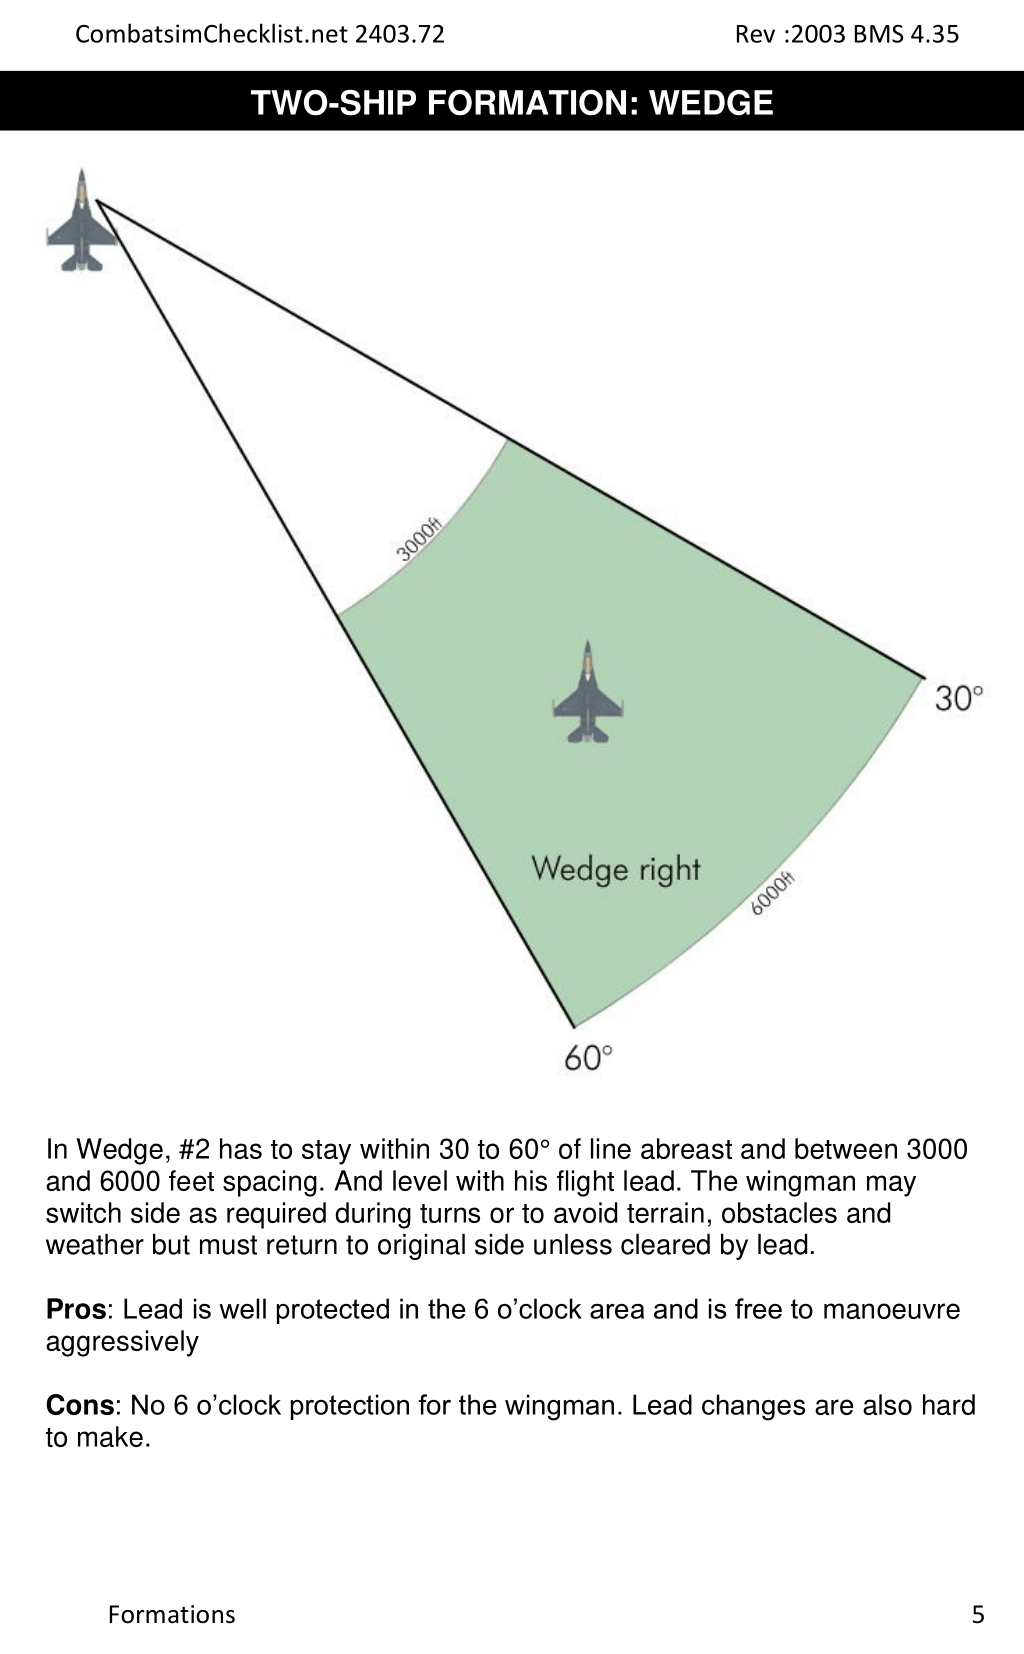 CombatsimChecklist.net 2403.72
Rev :2003 BMS 4.35
TWO-SHIP FORMATION: WEDGE
3000ft
30°
Wedge right
6000ft
60°
In Wedge, #2 has to stay within 30 to 60° of line abreast and between 3000
and 6000 feet spacing. And level with his flight lead. The wingman may
switch side as required during turns or to avoid terrain, obstacles and
weather but must return to original side unless cleared by lead.
Pros: Lead is well protected in the 6 o’clock area and is free to manoeuvre
aggressively
Cons: No 6 o’clock protection for the wingman. Lead changes are also hard
to make.
Formations
5